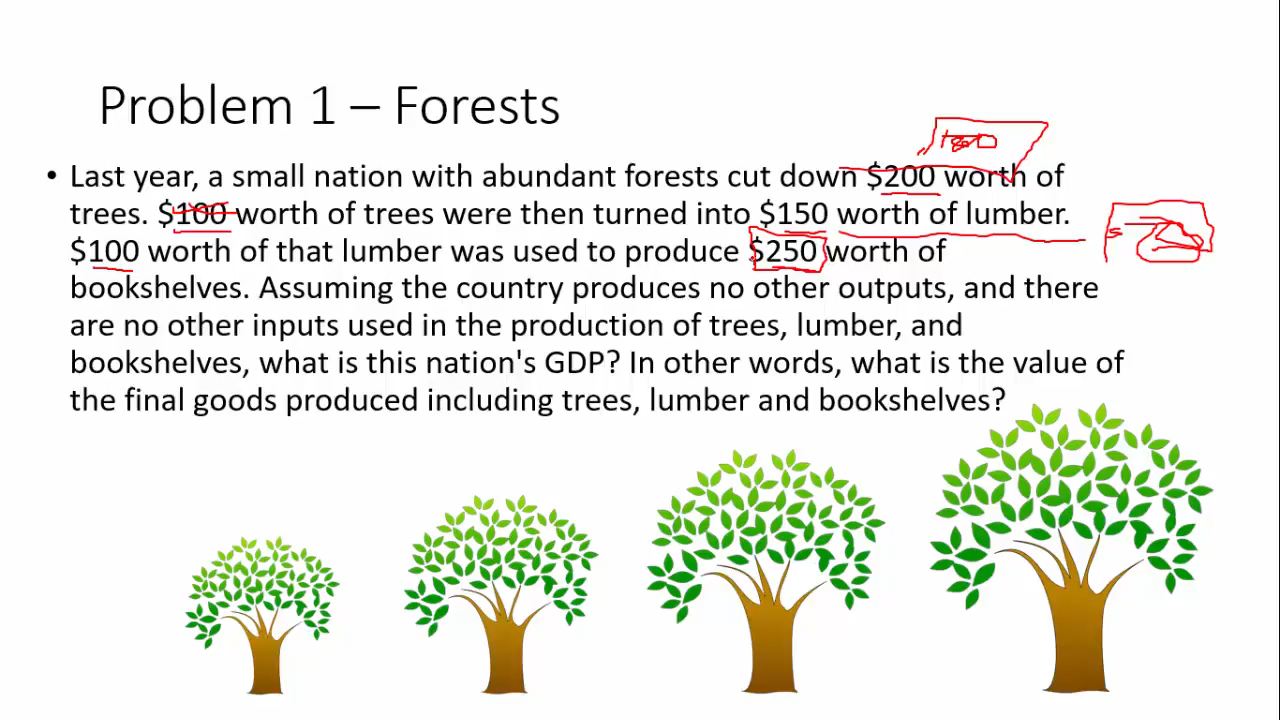 Problem 1 – Forests
• Last year, a small nation with abundant forests cut down $200 worth of
trees. $100 worth of trees were then turned into $150 worth of lumber.
$100 worth of that lumber was used to produce $250 worth of
bookshelves. Assuming the country produces no other outputs, and there
are no other inputs used in the production of trees, lumber, and
bookshelves, what is this nation's GDP? In other words, what is the value of
the final goods produced including trees, lumber and bookshelves?